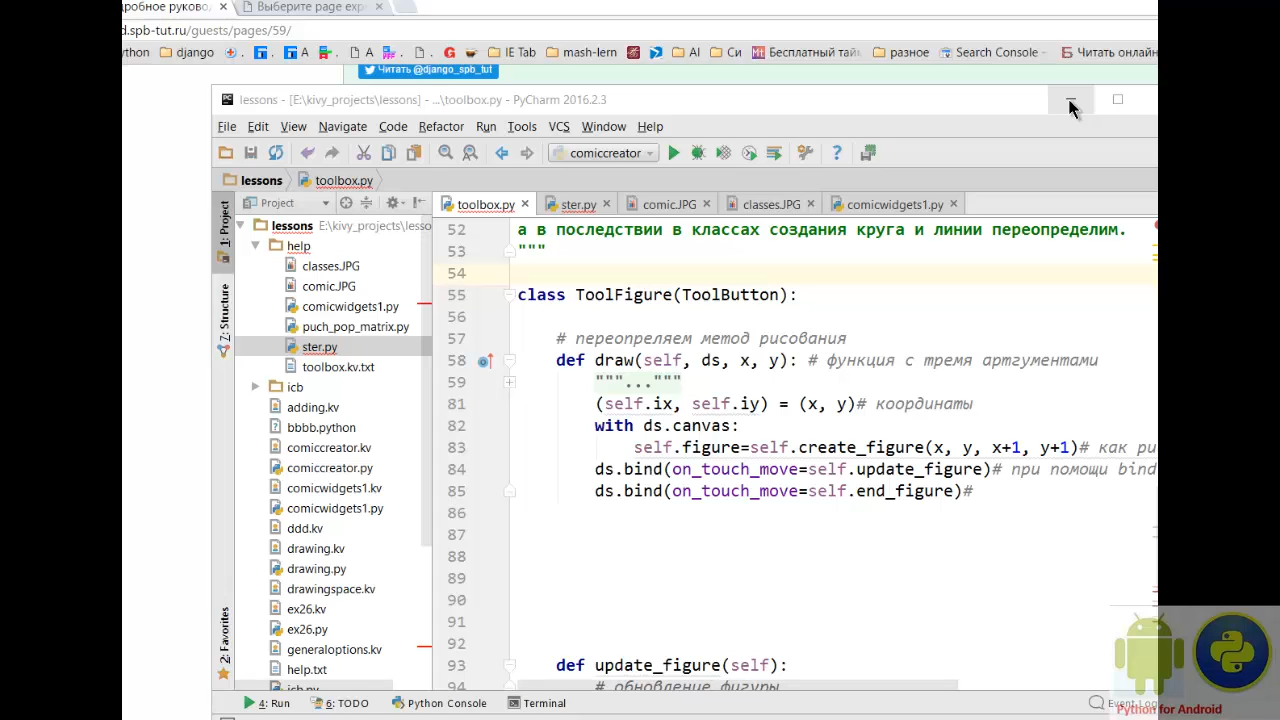 дробное руково.
Выберите page exp
d.spb-tut.ru/guests/pages/59/
ython django A A IE Tab mash-lern AI Си Бесплатный тайм разное Search Console Читать онлайн
Читать @django_spb_tut
lessons - [E:\kivy_projects\lessons] - ...\toolbox.py - PyCharm 2016.2.3
File Edit View Navigate Code Refactor Run Tools VCS Window Help
comiccreator
lessons toolbox.py
Project
toolbox.py ster.py comic.JPG classes.JPG comicwidgets1.py
1: Project
7: Structure
2: Favorites
lessons E:\kivy_projects\lesso
help
classes.JPG
comic.JPG
comicwidgets1.py
puch_pop_matrix.py
ster.py
toolbox.kv.txt
icb
adding.kv
bbbb.python
comiccreator.kv
comiccreator.py
comicwidgets1.kv
comicwidgets1.py
ddd.kv
drawing.kv
drawing.py
drawingspace.kv
ex26.kv
ex26.py
generaloptions.kv
help.txt
icb.py
52 а в последствии в классах создания круга и линии переопределим.
53 """
54
55 class ToolFigure(ToolButton):
56
57 # переопреляем метод рисования
58 def draw(self, ds, x, y): # функция с тремя артгументами
59 """..."""
81 (self.ix, self.iy) = (x, y)# координаты
82 with ds.canvas:
83 self.figure=self.create_figure(x, y, x+1, y+1)# как ри
84 ds.bind(on_touch_move=self.update_figure)# при помощи bind
85 ds.bind(on_touch_move=self.end_figure)#
86
87
88
89
90
91
92
93 def update_figure(self):
94 # обновление фигуры
4: Run 6: TODO Python Console Terminal Event Log
Python for Android